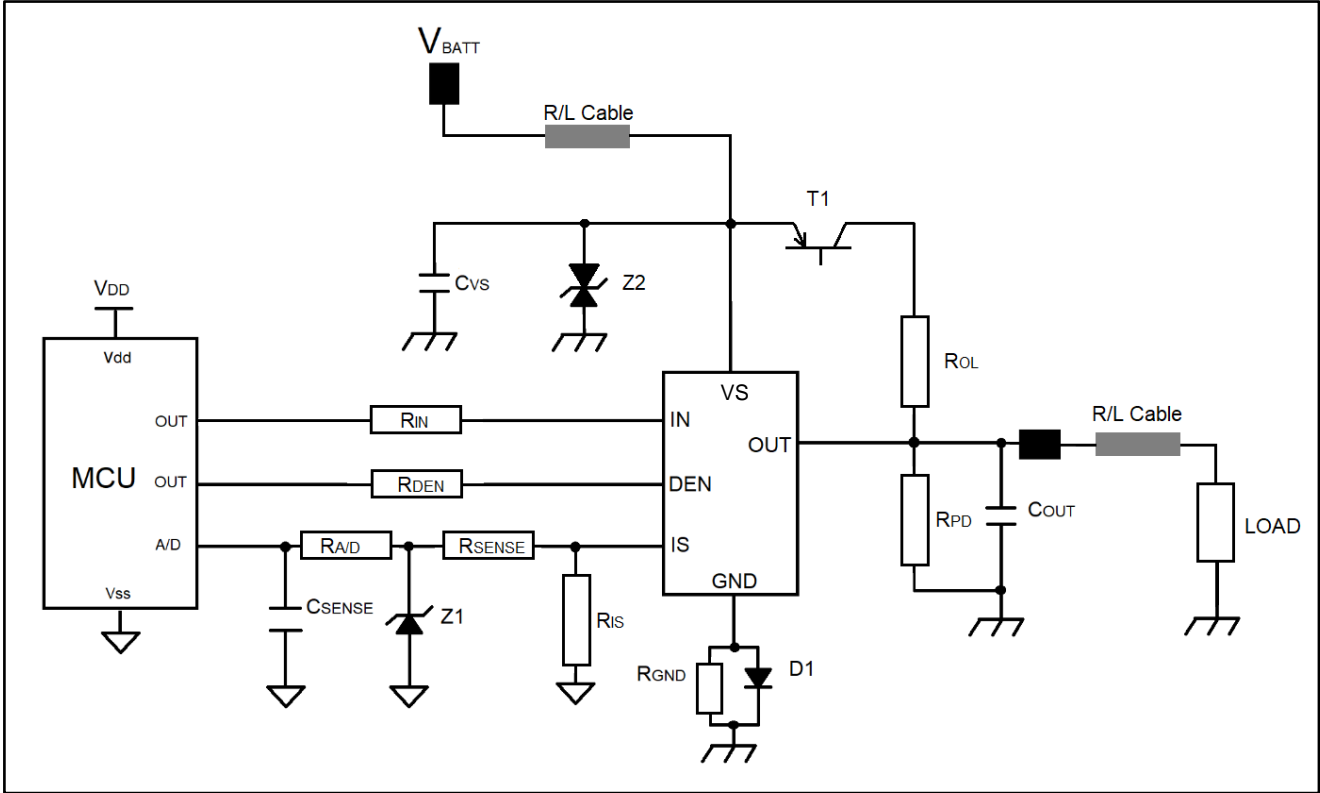 VBATT
R/L Cable
T1
CVS
Z2
VDD
Vdd
ROL
VS
R/L Cable
OUT
RIN
IN
OUT
MCU
OUT
RDEN
DEN
RPD
COUT
LOAD
A/D
RA/D
RSENSE
IS
GND
Vss
CSENSE
Z1
RIS
RGND
D1